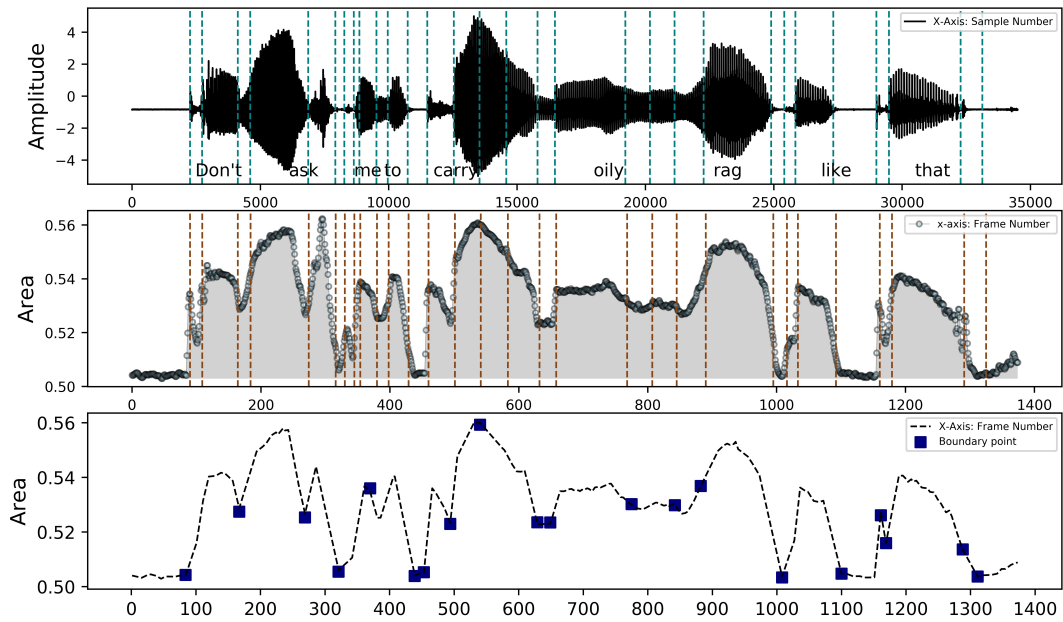 X-Axis: Sample Number
Amplitude
4
2
0
−2
−4
Don't ask me to carry oily rag like that
0 5000 10000 15000 20000 25000 30000 35000
x-axis: Frame Number
Area
0.56
0.54
0.52
0.50
0 200 400 600 800 1000 1200 1400
X-Axis: Frame Number
Boundary point
Area
0.56
0.54
0.52
0.50
0 100 200 300 400 500 600 700 800 900 1000 1100 1200 1300 1400